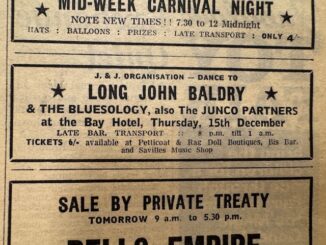 MID-WEEK CARNIVAL NIGHT
NOTE NEW TIMES!! 7.30 to 12 Midnight
HATS : BALLOONS : PRIZES : LATE TRANSPORT : ONLY 4/-
J. & J. ORGANISATION — DANCE TO
★ LONG JOHN BALDRY ★
& THE BLUESOLOGY, also The JUNCO PARTNERS
at the Bay Hotel, Thursday, 15th December
LATE BAR. TRANSPORT :: 8 p.m. till 1 a.m.
TICKETS 6/- available at Petticoat & Rag Doll Boutiques, Bis Bar.
and Savilles Music Shop
★ SALE BY PRIVATE TREATY ★
TOMORROW 9 a.m. to 5.30 p.m.
EMPIRE